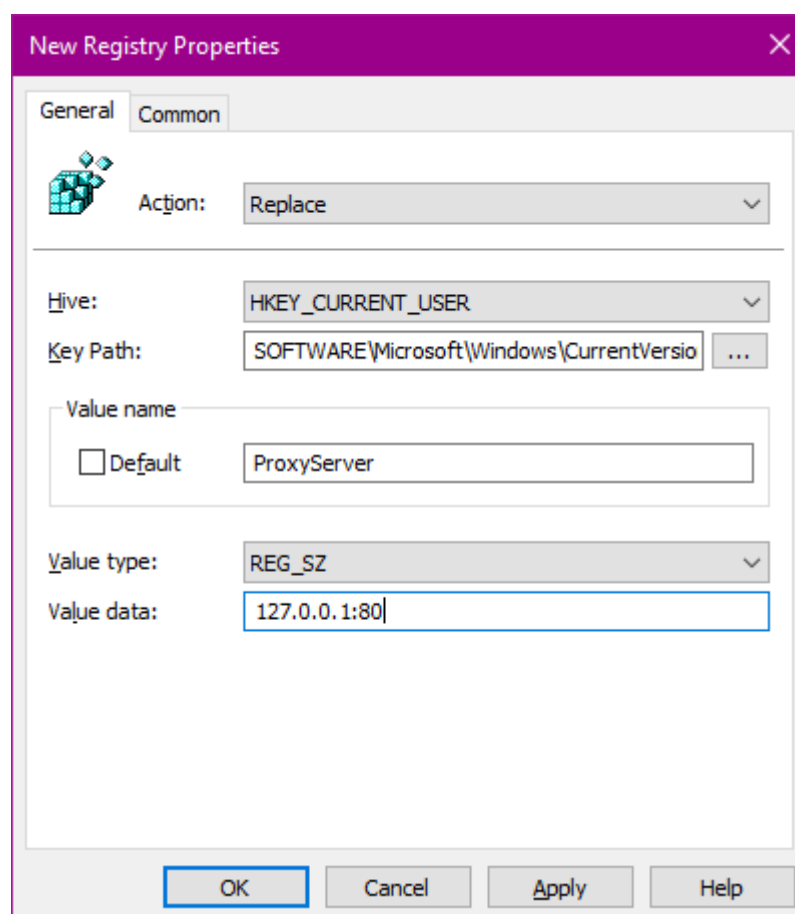 New Registry Properties
General Common
Action: Replace
Hive: HKEY_CURRENT_USER
Key Path: SOFTWARE\Microsoft\Windows\CurrentVersio ...
Value name
Default ProxyServer
Value type: REG_SZ
Value data: 127.0.0.1:80
OK Cancel Apply Help